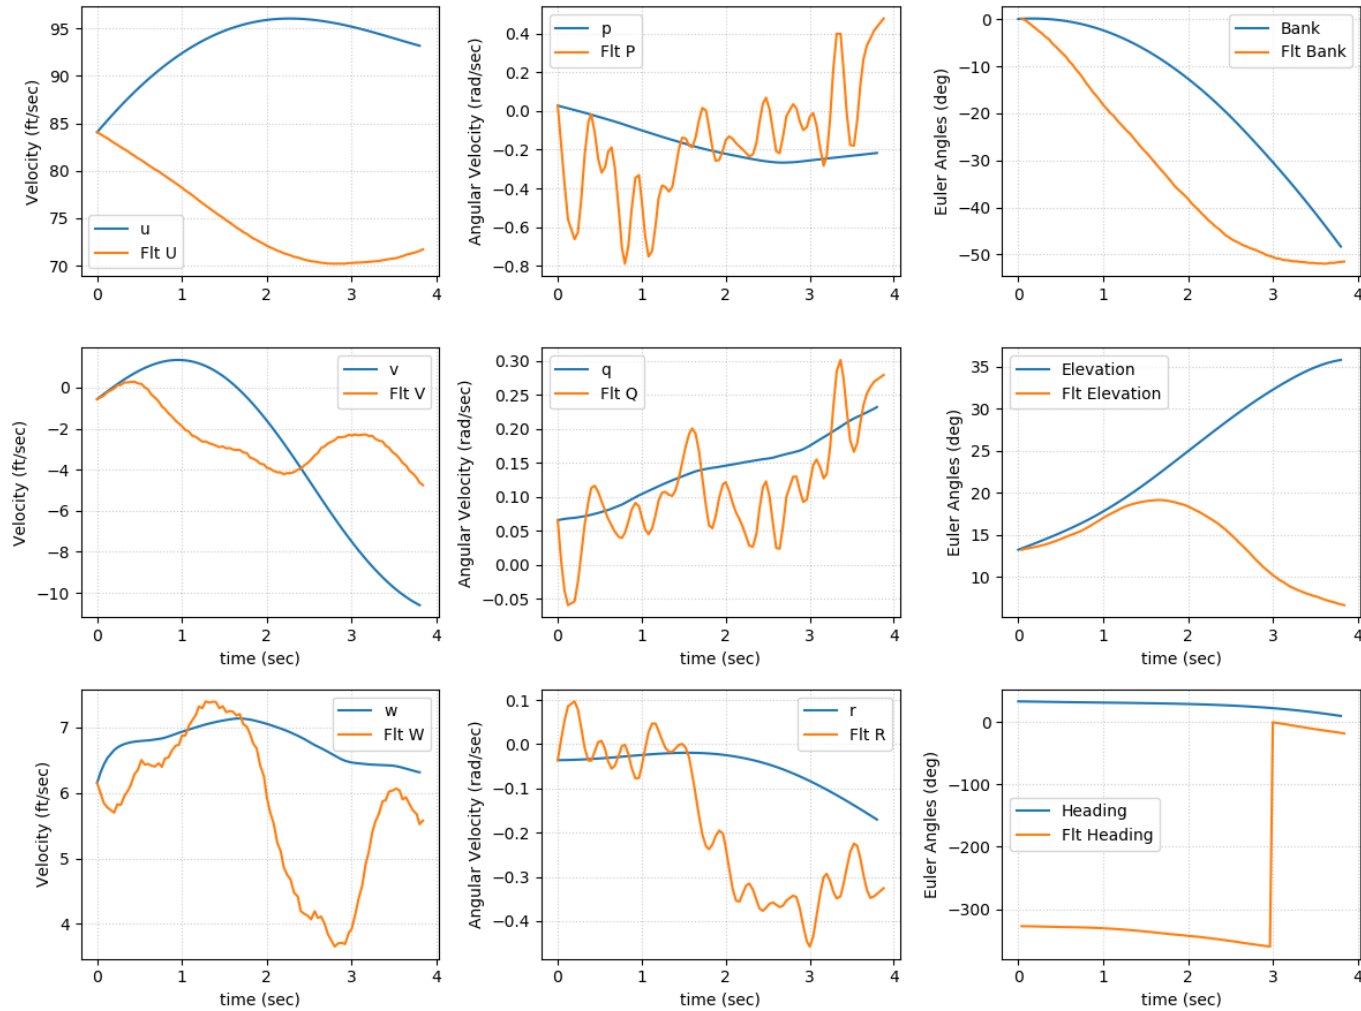 Velocity (ft/sec)
95
90
85
80
75
70
0
1
2
3
4
u
Flt U
Angular Velocity (rad/sec)
0.4
0.2
0.0
−0.2
−0.4
−0.6
−0.8
0
1
2
3
4
p
Flt P
Euler Angles (deg)
0
−10
−20
−30
−40
−50
0
1
2
3
4
Bank
Flt Bank
Velocity (ft/sec)
0
−2
−4
−6
−8
−10
0
1
2
3
4
time (sec)
v
Flt V
Angular Velocity (rad/sec)
0.30
0.25
0.20
0.15
0.10
0.05
0.00
−0.05
0
1
2
3
4
time (sec)
q
Flt Q
Euler Angles (deg)
35
30
25
20
15
10
0
1
2
3
4
time (sec)
Elevation
Flt Elevation
Velocity (ft/sec)
7
6
5
4
0
1
2
3
4
time (sec)
w
Flt W
Angular Velocity (rad/sec)
0.1
0.0
−0.1
−0.2
−0.3
−0.4
0
1
2
3
4
time (sec)
r
Flt R
Euler Angles (deg)
0
−100
−200
−300
0
1
2
3
4
time (sec)
Heading
Flt Heading